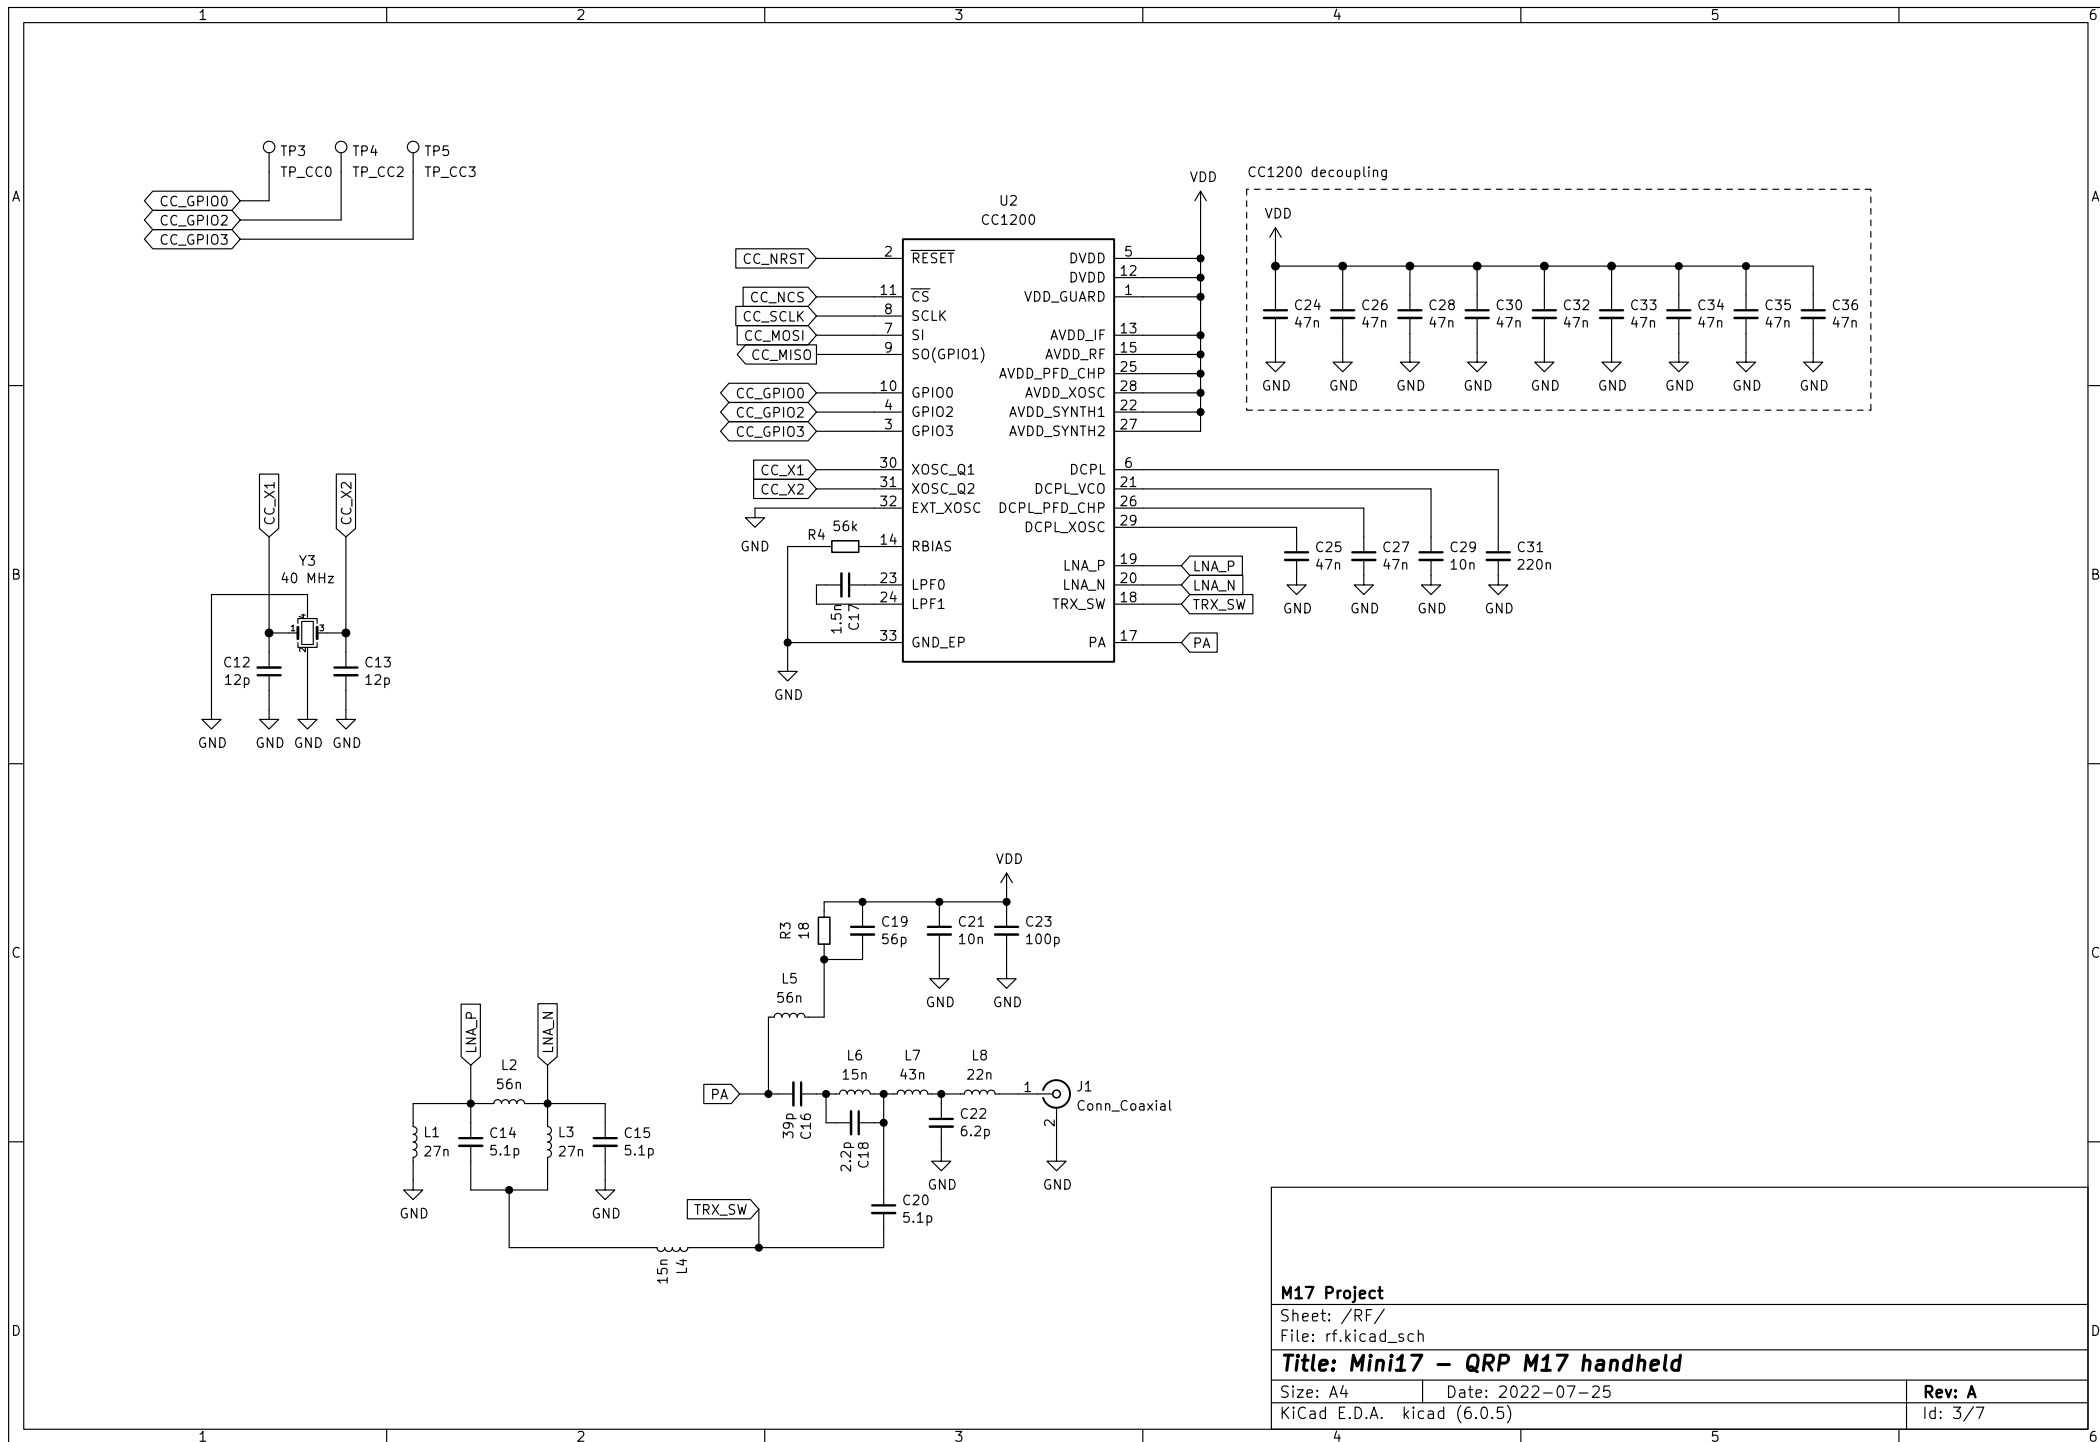 1 2 3 4 5 6
A A
TP3
TP_CC0
TP4
TP_CC2
TP5
TP_CC3
CC_GPIO0
CC_GPIO2
CC_GPIO3
U2
CC1200
VDD
CC_NRST 2 RESET DVDD 5
DVDD 12
CC_NCS 11 CS VDD_GUARD 1
CC_SCLK 8 SCLK
CC_MOSI 7 SI AVDD_IF 13
CC_MISO 9 SO(GPIO1) AVDD_RF 15
AVDD_PFD_CHP 25
CC_GPIO0 10 GPIO0 AVDD_XOSC 28
CC_GPIO2 4 GPIO2 AVDD_SYNTH1 22
CC_GPIO3 3 GPIO3 AVDD_SYNTH2 27
CC_X1 30 XOSC_Q1 DCPL 6
CC_X2 31 XOSC_Q2 DCPL_VCO 21
GND 32 EXT_XOSC DCPL_PFD_CHP 26
DCPL_XOSC 29
R4 56k 14 RBIAS
LNA_P 19 LNA_P
1.5n C17 23 LPF0 LNA_N 20 LNA_N
24 LPF1 TRX_SW 18 TRX_SW
33 GND_EP PA 17 PA
GND
CC1200 decoupling
VDD
C24 C26 C28 C30 C32 C33 C34 C35 C36
47n 47n 47n 47n 47n 47n 47n 47n 47n
GND GND GND GND GND GND GND GND GND
C25 C27 C29 C31
47n 47n 10n 220n
GND GND GND GND
B B
CC_X1 CC_X2
Y3
40 MHz
1 2 3 4
C12
12p
C13
12p
GND GND GND GND
C C
VDD
R3
18
C19
56p
C21
10n
C23
100p
GND GND
L5
56n
LNA_P LNA_N
L2
56n
L1
27n
C14
5.1p
L3
27n
C15
5.1p
GND GND
PA
39p
C16
L6
15n
2.2p
C18
L7
43n
L8
22n
C22
6.2p
GND
1
2
J1
Conn_Coaxial
GND
TRX_SW
C20
5.1p
15n
L4
D D
M17 Project
Sheet: /RF/
File: rf.kicad_sch
Title: Mini17 – QRP M17 handheld
Size: A4 Date: 2022-07-25 Rev: A
KiCad E.D.A. kicad (6.0.5) Id: 3/7
1 2 3 4 5 6